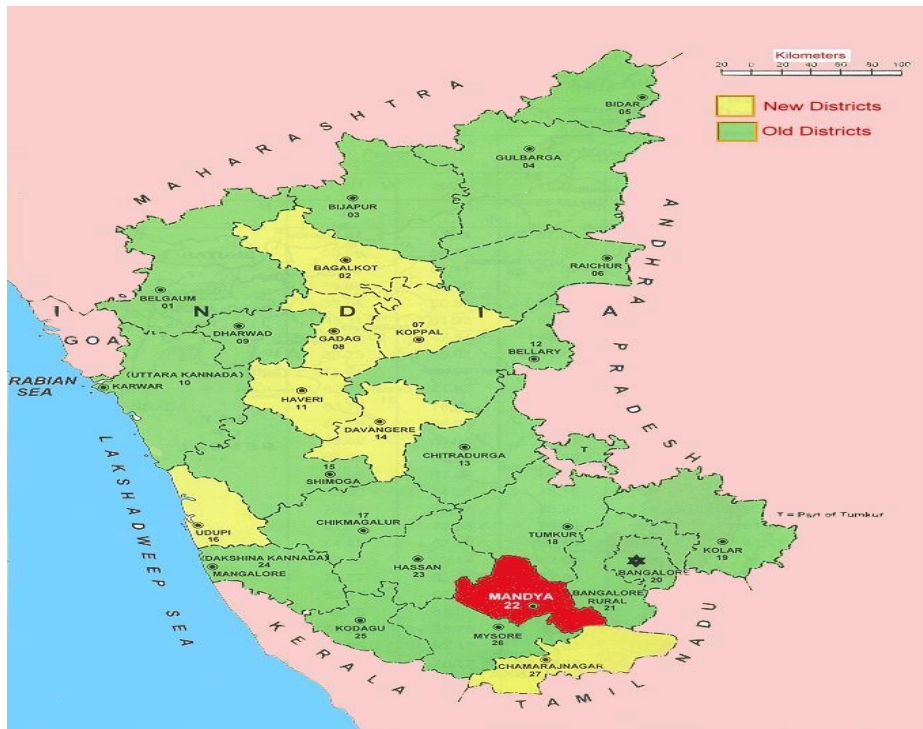 Kilometers
20 0 20 40 60 80 100
New Districts
Old Districts
MAHARASHTRA
BIDAR
05
GULBARGA
04
BIJAPUR
03
ANDHRA PRADESH
BAGALKOT
02
RAICHUR
06
BELGAUM
01
INDIA
GOA
DHARWAD
09
GADAG
08
07
KOPPAL
12
BELLARY
(UTTARA KANNADA)
10
KARWAR
RABIAN
SEA
HAVERI
11
DAVANGERE
14
CHITRADURGA
13
T
15
SHIMOGA
LAKSHADWEEP SEA
T = Part of Tumkur
UDUPI
16
17
CHIKMAGALUR
TUMKUR
18
KOLAR
19
(DAKSHINA KANNADA)
24
MANGALORE
HASSAN
23
BANGALORE
20
MANDYA
22
BANGALORE
RURAL
21
KODAGU
25
MYSORE
26
CHAMARAJNAGAR
27
KERALA
TAMIL NADU